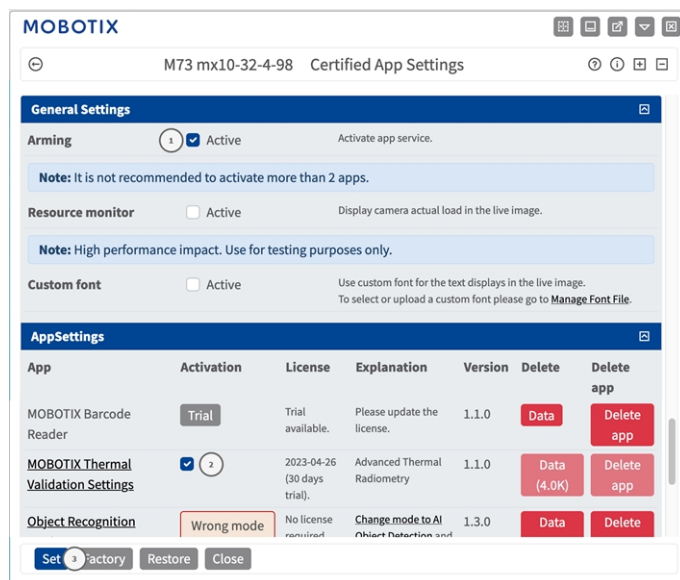 MOBOTIX
M73 mx10-32-4-98 Certified App Settings
General Settings
Arming 1 Active Activate app service.
Note: It is not recommended to activate more than 2 apps.
Resource monitor Active Display camera actual load in the live image.
Note: High performance impact. Use for testing purposes only.
Custom font Active Use custom font for the text displays in the live image.
To select or upload a custom font please go to Manage Font File.
AppSettings
App Activation License Explanation Version Delete Delete
app
MOBOTIX Barcode Trial Trial Please update the 1.1.0 Data Delete
Reader available. license. app
MOBOTIX Thermal 2 2023-04-26 Advanced Thermal 1.1.0 Data Delete
Validation Settings (30 days Radiometry (4.0K) app
trial).
Object Recognition Wrong mode No license Change mode to AI 1.3.0 Data Delete
required Object Detection and
Set 3 Factory Restore Close